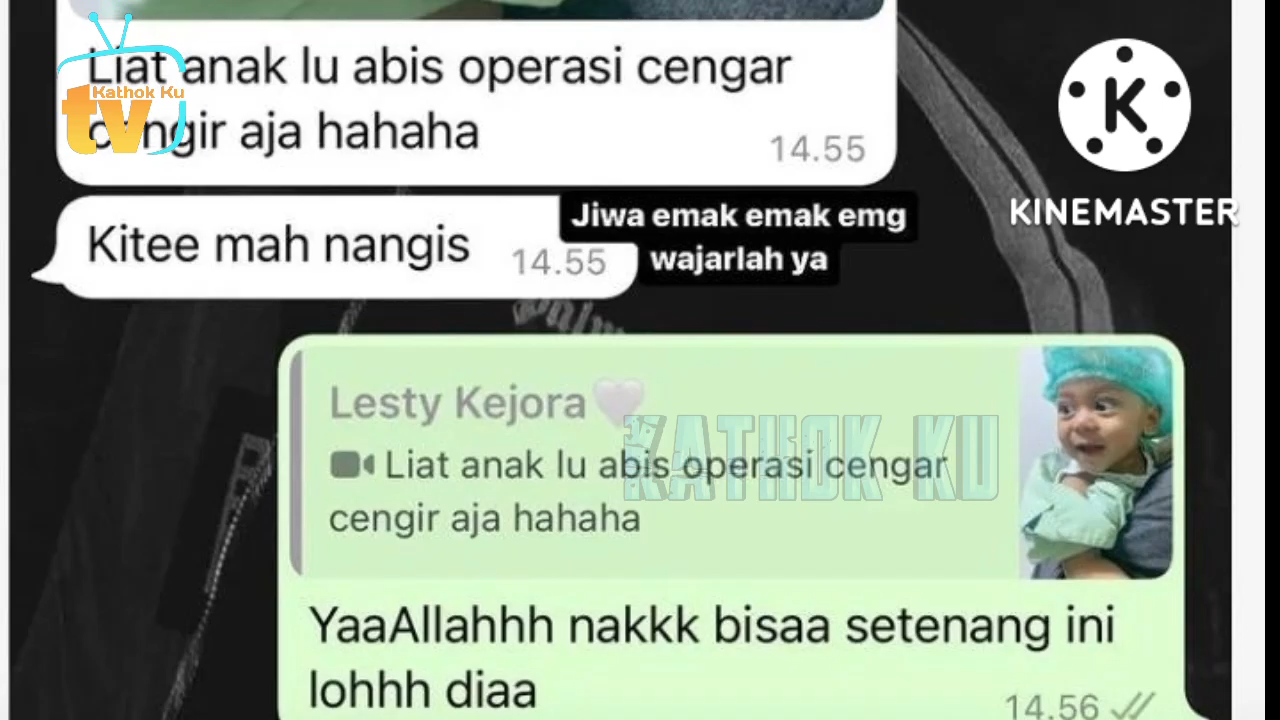 Liat anak lu abis operasi cengar
cengir aja hahaha
14.55
Kathok Ku
tv
K
KINEMASTER
Kitee mah nangis
14.55
Jiwa emak emak emg
wajarlah ya
Lesty Kejora🤍
Liat anak lu abis operasi cengar
cengir aja hahaha
KATHOK KU
YaaAllahhh nakkk bisaa setenang ini
lohhh diaa
14.56